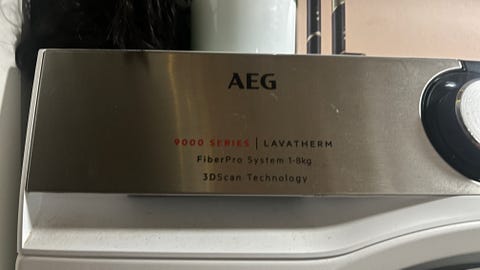 AEG
9000 SERIES | LAVATHERM
FiberPro System 1-8kg
3DScan Technology